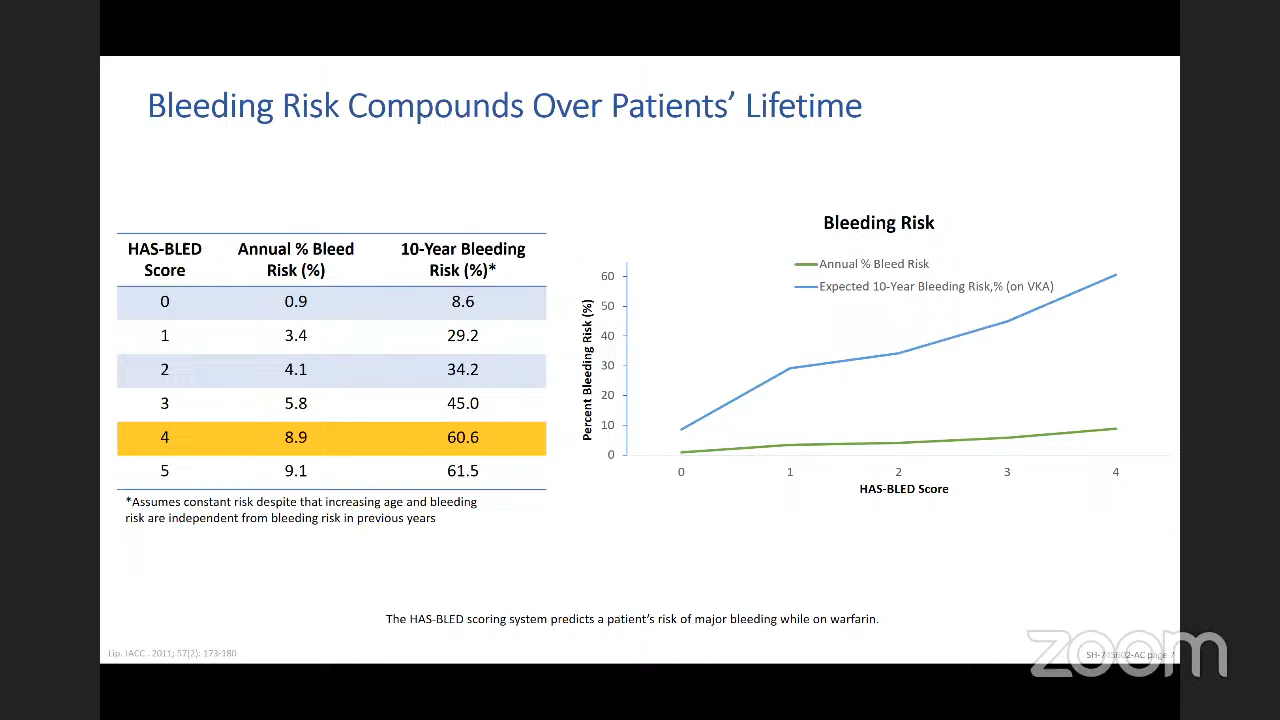 Bleeding Risk Compounds Over Patients’ Lifetime
HAS-BLED Score Annual % Bleed Risk (%) 10-Year Bleeding Risk (%)*
0 0.9 8.6
1 3.4 29.2
2 4.1 34.2
3 5.8 45.0
4 8.9 60.6
5 9.1 61.5
*Assumes constant risk despite that increasing age and bleeding
risk are independent from bleeding risk in previous years
Bleeding Risk
Annual % Bleed Risk
Expected 10-Year Bleeding Risk,% (on VKA)
Percent Bleeding Risk (%)
60
50
40
30
20
10
0
0 1 2 3 4
HAS-BLED Score
The HAS-BLED scoring system predicts a patient’s risk of major bleeding while on warfarin.
Lip. JACC . 2011; 57(2): 173-180
SH-745602-AC page 7
zoom